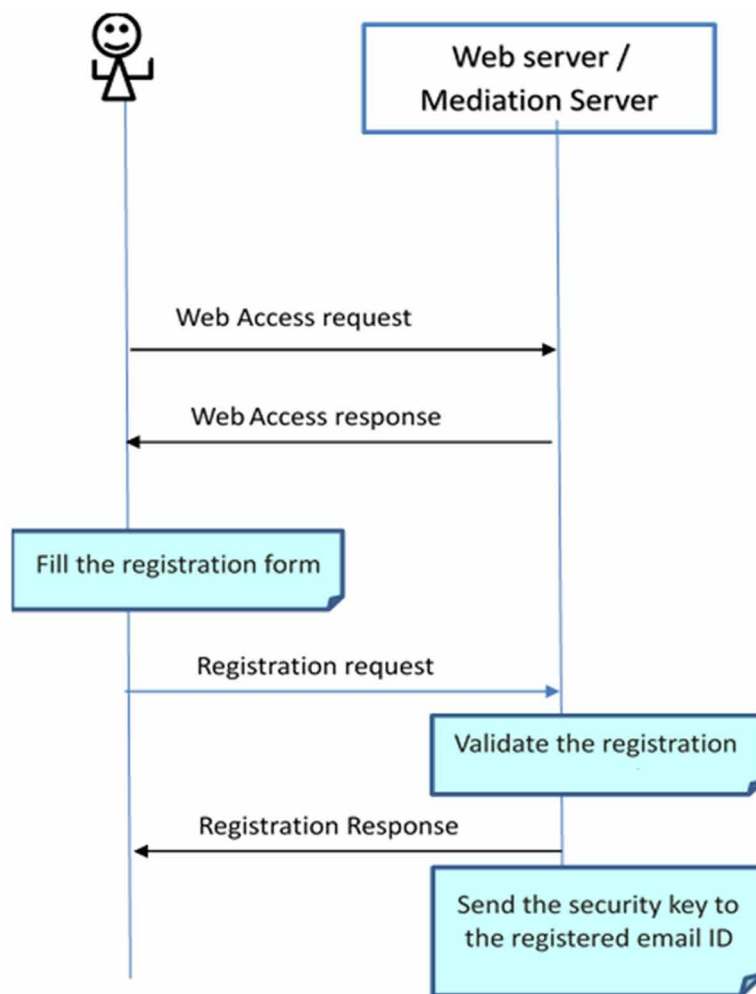 Web server /
Mediation Server
Web Access request
Web Access response
Fill the registration form
Registration request
Validate the registration
Registration Response
Send the security key to
the registered email ID